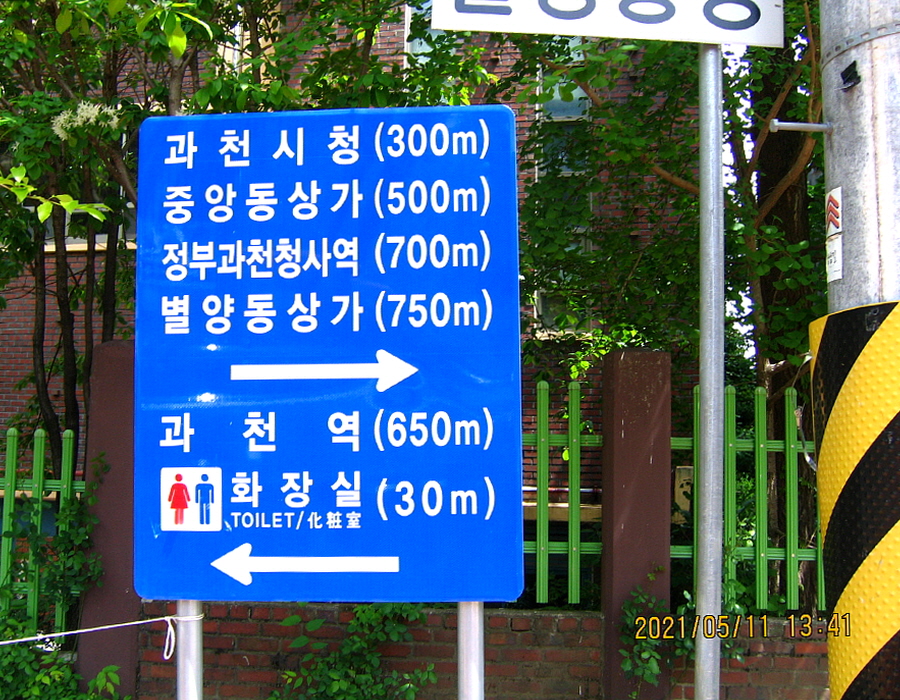 과천시청(300m)
중앙동상가(500m)
정부과천청사역(700m)
별양동상가(750m)
과천역(650m)
화장실(30m)
TOILET/化粧室
2021/05/11 13:41